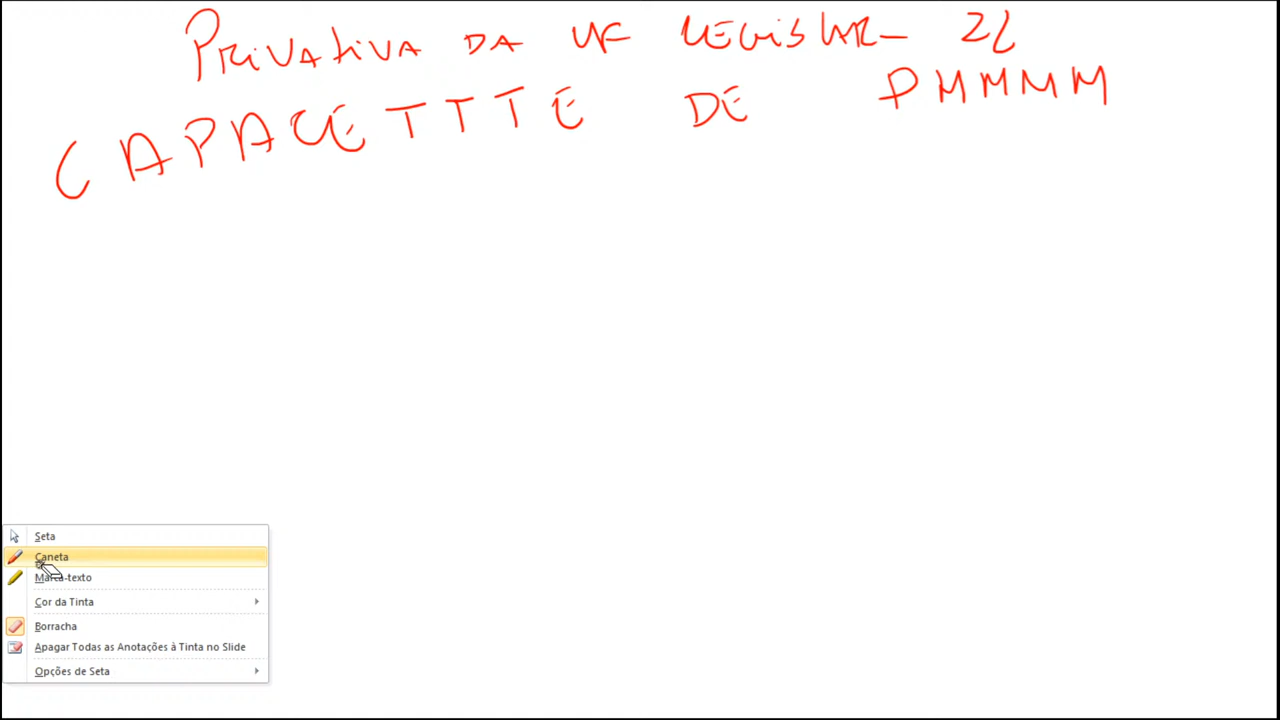 PRIVATIVA DA UF LEGISLAR - 22
CAPACETTTE DE PMMMM
Seta
Caneta
Marca-texto
Cor da Tinta
Borracha
Apagar Todas as Anotações à Tinta no Slide
Opções de Seta